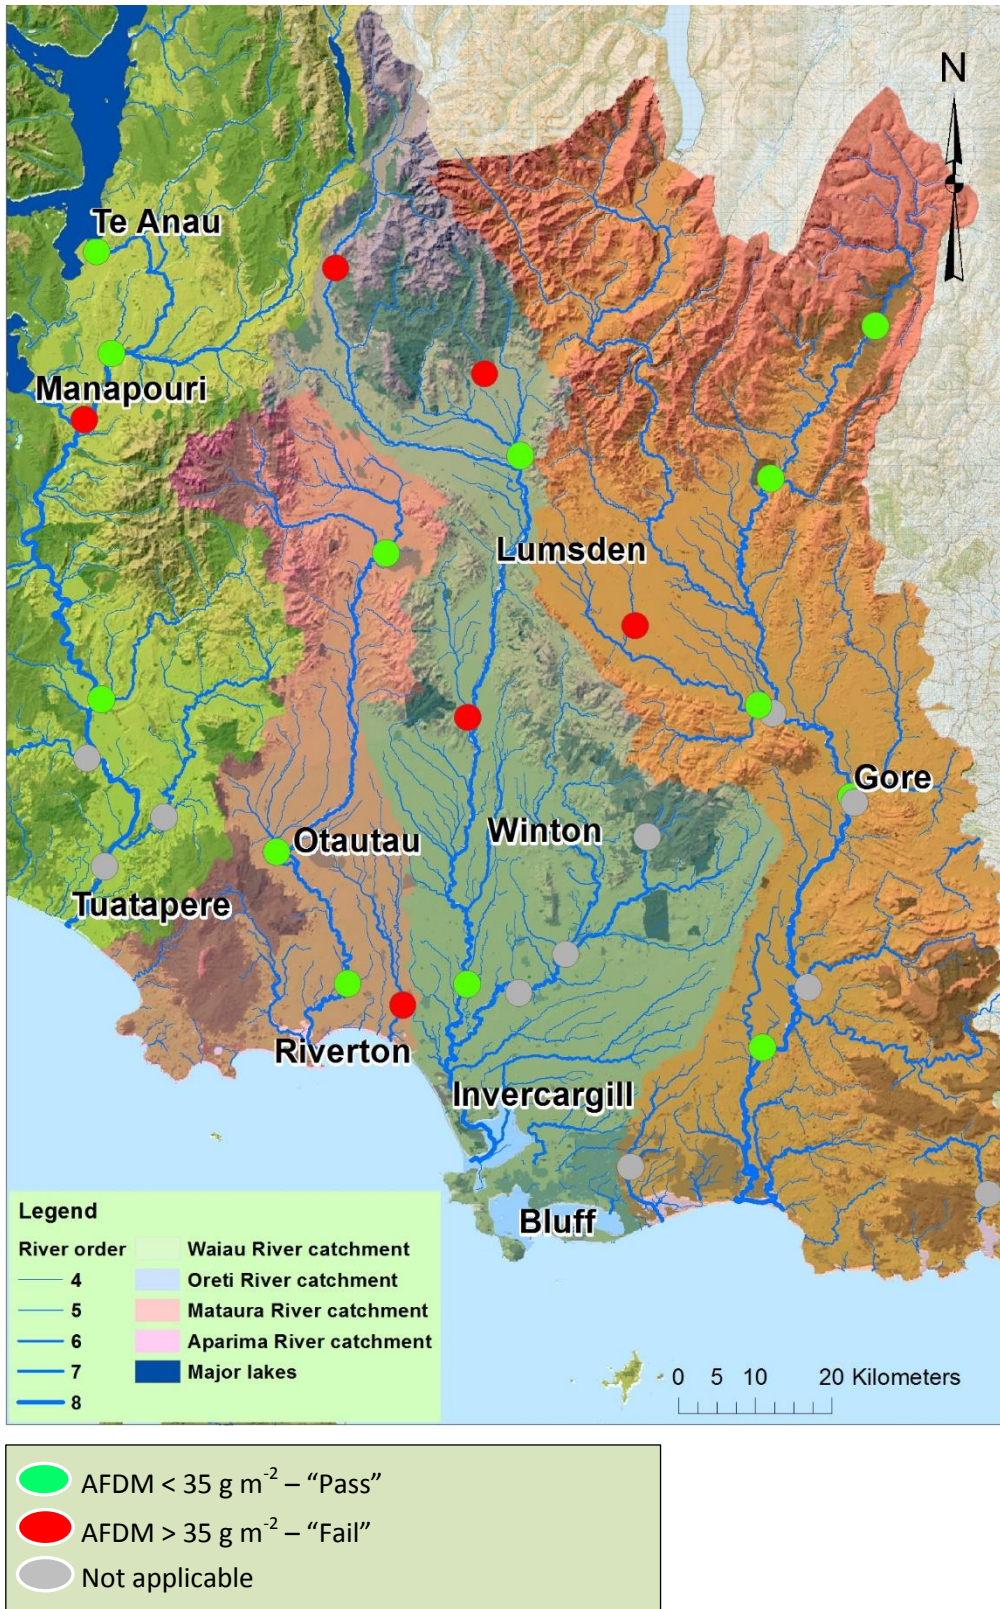 N
Te Anau
Manapouri
Lumsden
Gore
Otautau
Winton
Tuatapere
Riverton
Invercargill
Bluff
Legend
River order
4
5
6
7
8
Waiau River catchment
Oreti River catchment
Mataura River catchment
Aparima River catchment
Major lakes
0 5 10 20 Kilometers
AFDM < 35 g m⁻² – “Pass”
AFDM > 35 g m⁻² – “Fail”
Not applicable